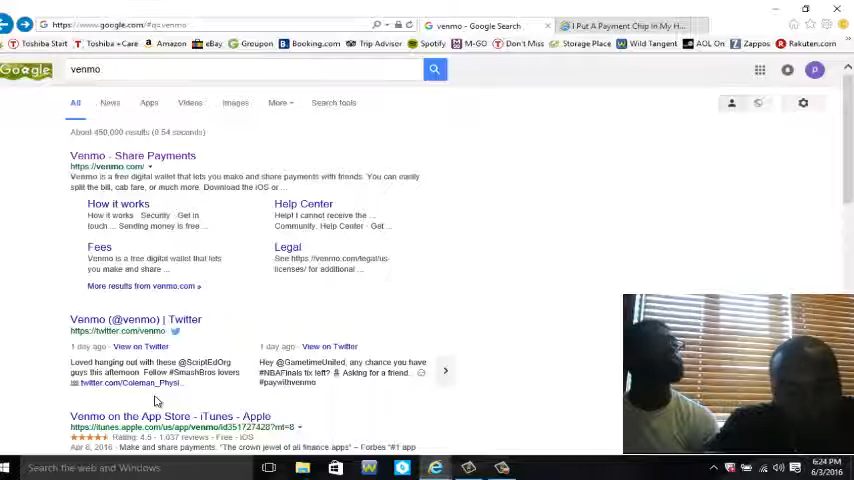 https://www.google.com/#q=venmo
venmo - Google Search
I Put A Payment Chip In My H...
Toshiba Start
Toshiba +Care
Amazon
eBay
Groupon
Booking.com
Trip Advisor
Spotify
M-GO
Don't Miss
Storage Place
Wild Tangent
AOL On
Zappos
Rakuten.com
Google
venmo
P
All News Apps Videos Images More Search tools
About 450,000 results (0.54 seconds)
Venmo - Share Payments
https://venmo.com/
Venmo is a free digital wallet that lets you make and share payments with friends. You can easily
split the bill, cab fare, or much more. Download the iOS or ...
How it works
How it works · Security · Get in
touch ... Sending money is free ...
Help Center
Help! I cannot receive the ...
Community. Help Center · Get ...
Fees
Venmo is a free digital wallet that lets
you make and share ...
Legal
See https://venmo.com/legal/us-
licenses/ for additional ...
More results from venmo.com »
Venmo (@venmo) | Twitter
https://twitter.com/venmo
1 day ago · View on Twitter
Loved hanging out with these @ScriptEdOrg
guys this afternoon. Follow #SmashBros lovers
twitter.com/Coleman_Physi...
1 day ago · View on Twitter
Hey @GametimeUnited, any chance you have
#NBAFinals tix left? Asking for a friend..
#paywithvenmo
Venmo on the App Store - iTunes - Apple
https://itunes.apple.com/us/app/venmo/id351727428?mt=8
Rating: 4.5 - 1,037 reviews - Free - iOS
Apr 6, 2016 - Make and share payments. "The crown jewel of all finance apps" – Forbes "#1 app
Search the web and Windows
6:24 PM
6/3/2016